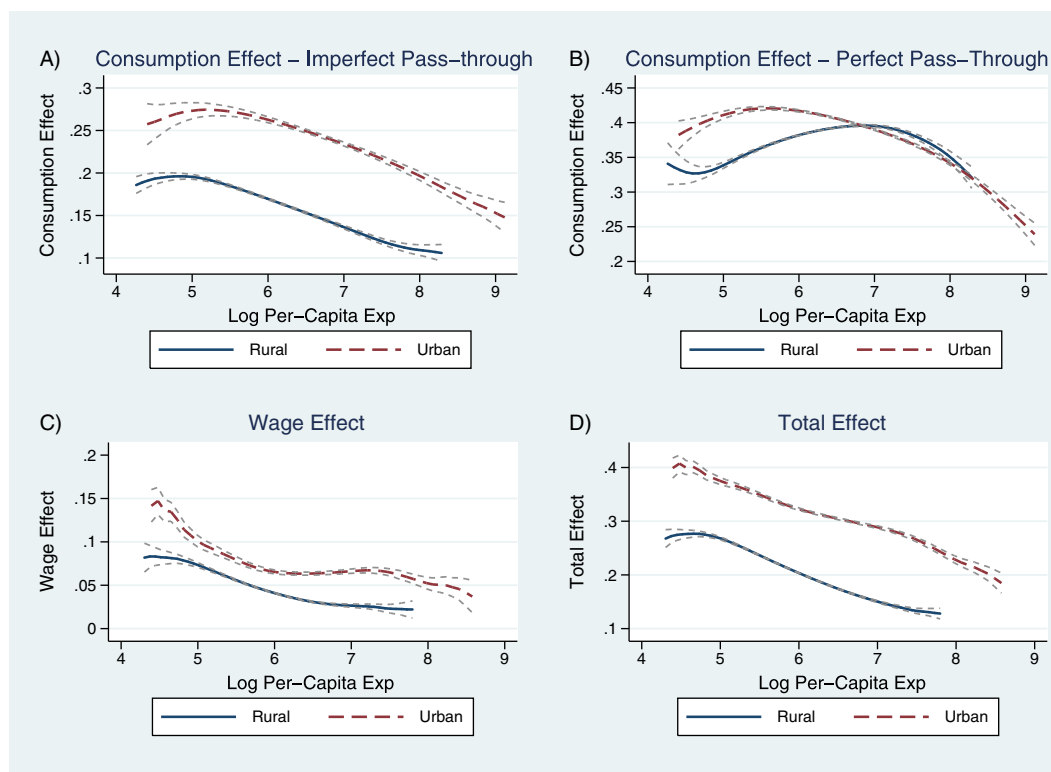 A) Consumption Effect – Imperfect Pass–through
Consumption Effect
.3
.25
.2
.15
.1
4 5 6 7 8 9
Log Per–Capita Exp
Rural Urban
B) Consumption Effect – Perfect Pass–Through
Consumption Effect
.45
.4
.35
.3
.25
.2
4 5 6 7 8 9
Log Per–Capita Exp
Rural Urban
C) Wage Effect
Wage Effect
.2
.15
.1
.05
0
4 5 6 7 8 9
Log Per–Capita Exp
Rural Urban
D) Total Effect
Total Effect
.4
.3
.2
.1
4 5 6 7 8 9
Log Per–Capita Exp
Rural Urban